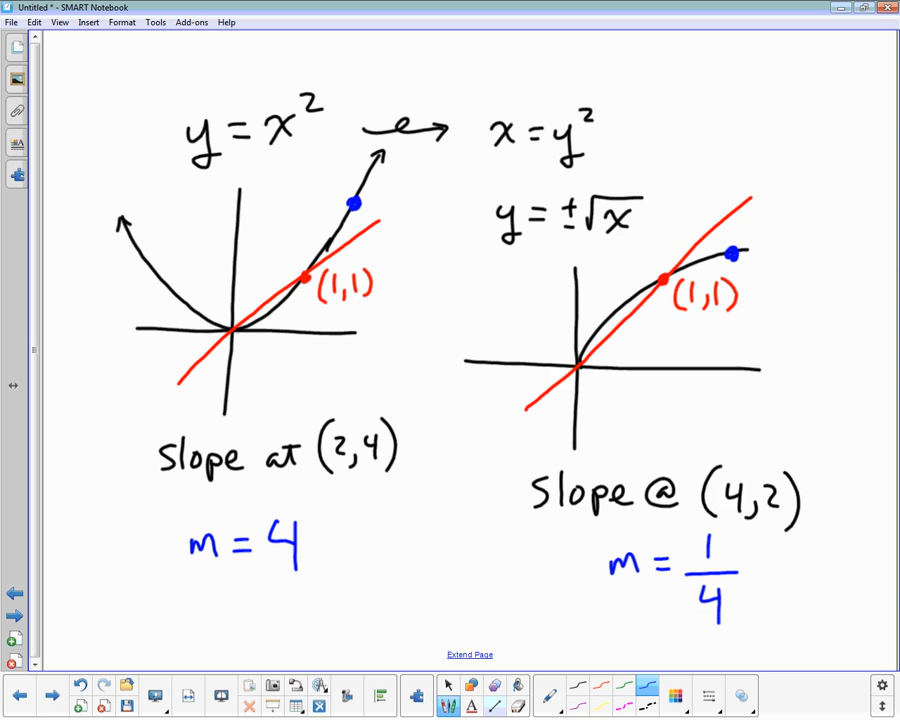 Untitled * - SMART Notebook
File Edit View Insert Format Tools Add-ons Help
y = x²
x = y²
y = ±√x
(1,1)
(1,1)
slope at (2,4)
slope @ (4,2)
m = 4
m = 1/4
Extend Page